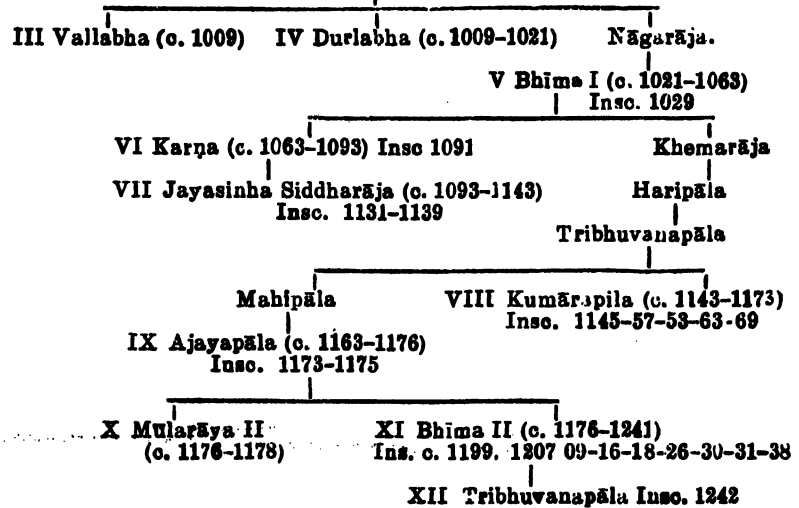 III Vallabha (c. 1009) IV Durlabha (c. 1009-1021) Nāgarāja.
V Bhīma I (c. 1021-1063)
Insc. 1029
VI Karṇa (c. 1063-1093) Insc 1091 Khemarāja
VII Jayasinha Siddharāja (c. 1093-1143) Haripāla
Insc. 1131-1139
Tribhuvanapāla
Mahīpāla VIII Kumārapila (c. 1143-1173)
Insc. 1145-57-53-63-69
IX Ajayapāla (c. 1163-1176)
Insc. 1173-1175
X Mularāya II XI Bhīma II (c. 1176-1241)
(c. 1176-1178) Ins. c. 1199. 1207 09-16-18-26-30-31-38
XII Tribhuvanapāla Insc. 1242